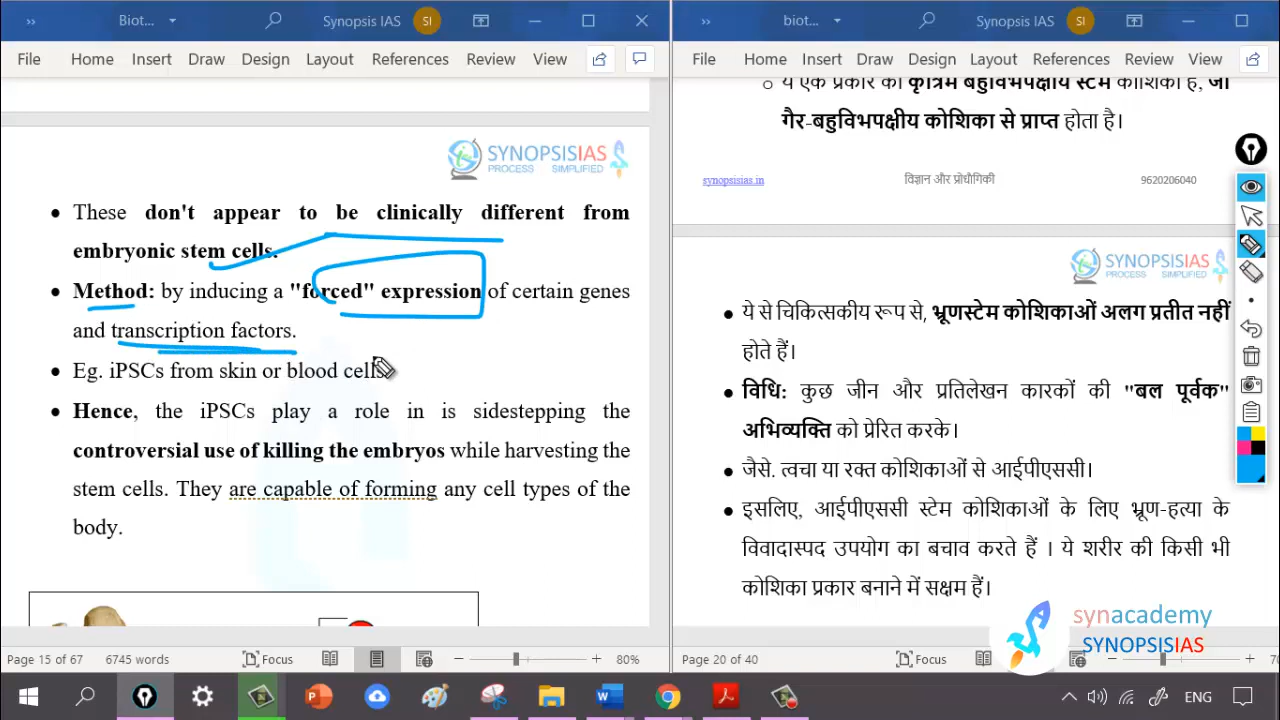 Biot...
Synopsis IAS
SI
File Home Insert Draw Design Layout References Review View
SYNOPSISIAS
PROCESS SIMPLIFIED
• These don't appear to be clinically different from
embryonic stem cells.
• Method: by inducing a "forced" expression of certain genes
and transcription factors.
• Eg. iPSCs from skin or blood cells
• Hence, the iPSCs play a role in is sidestepping the
controversial use of killing the embryos while harvesting the
stem cells. They are capable of forming any cell types of the
body.
Page 15 of 67 6745 words Focus 80%
biot...
Synopsis IAS
SI
File Home Insert Draw Design Layout References Review View
o ये एक प्रकार की कृत्रिम बहुविभपक्षीय स्टेम कोशिका है, जो
गैर-बहुविभपक्षीय कोशिका से प्राप्त होता है।
synopsisias.in विज्ञान और प्रोद्यौगिकी 9620206040
SYNOPSISIAS
PROCESS SIMPLIFIED
• ये से चिकित्सकीय रूप से, भ्रूणस्टेम कोशिकाओं अलग प्रतीत नहीं
होते हैं।
• विधि: कुछ जीन और प्रतिलेखन कारकों की "बल पूर्वक"
अभिव्यक्ति को प्रेरित करके।
• जैसे. त्वचा या रक्त कोशिकाओं से आईपीएससी।
• इसलिए, आईपीएससी स्टेम कोशिकाओं के लिए भ्रूण-हत्या के
विवादास्पद उपयोग का बचाव करते हैं । ये शरीर की किसी भी
कोशिका प्रकार बनाने में सक्षम हैं।
synacademy
SYNOPSISIAS
Page 20 of 40 Focus
ENG